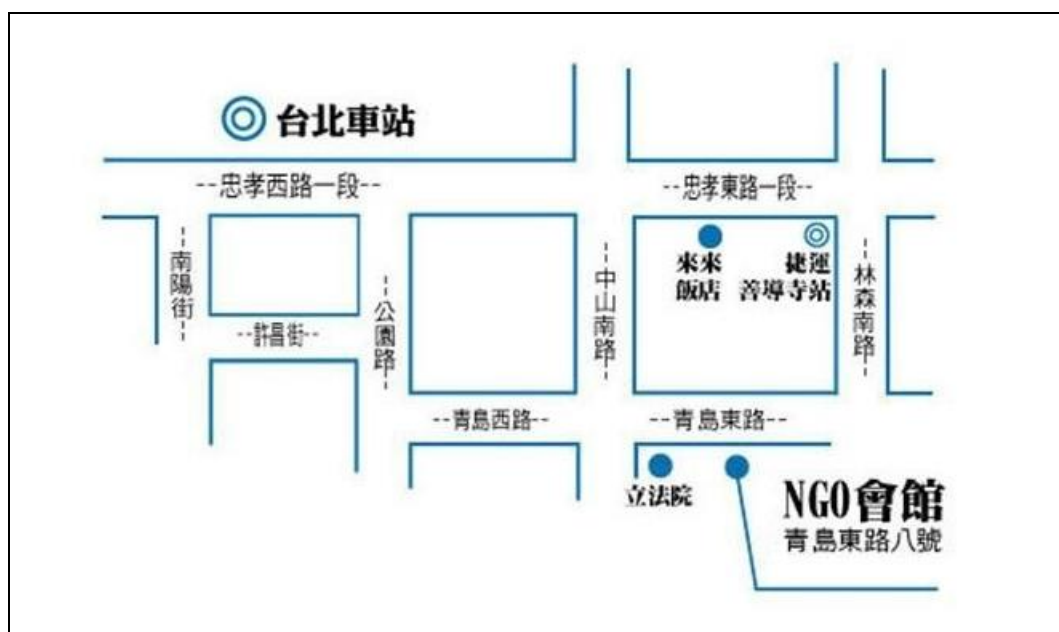 台北車站
--忠孝西路一段--
--忠孝東路一段--
--南陽街--
--許昌街--
--公園路--
--中山南路--
來來
飯店
捷運
善導寺站
--林森南路--
--青島西路--
--青島東路--
立法院
NGO會館
青島東路八號